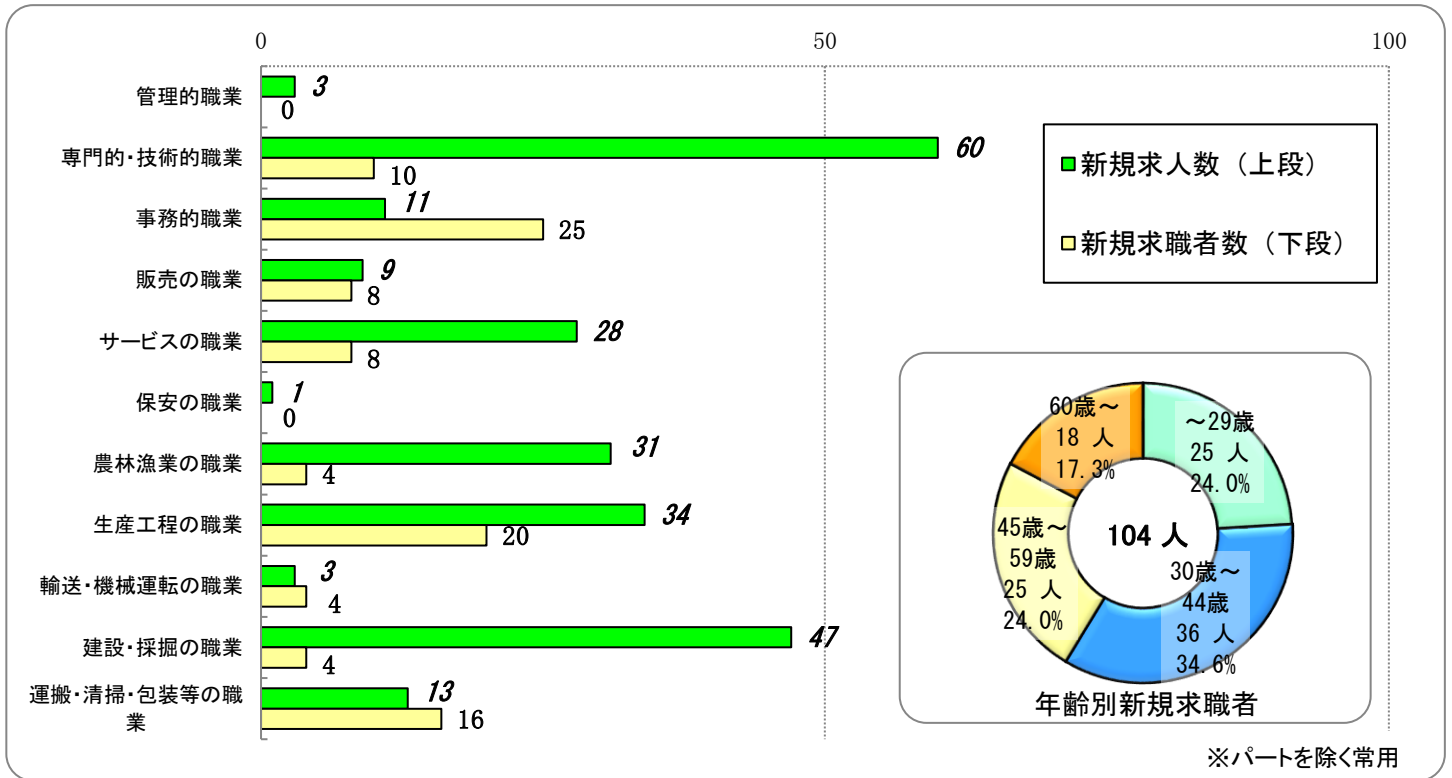 0 50 100
管理的職業
3
0
専門的・技術的職業
60
10
事務的職業
11
25
販売の職業
9
8
サービスの職業
28
8
保安の職業
1
0
農林漁業の職業
31
4
生産工程の職業
34
20
輸送・機械運転の職業
3
4
建設・採掘の職業
47
4
運搬・清掃・包装等の職
業
13
16
新規求人数（上段）
新規求職者数（下段）
～29歳
25 人
24.0%
30歳～
44歳
36 人
34.6%
45歳～
59歳
25 人
24.0%
60歳～
18 人
17.3%
104 人
年齢別新規求職者
※パートを除く常用